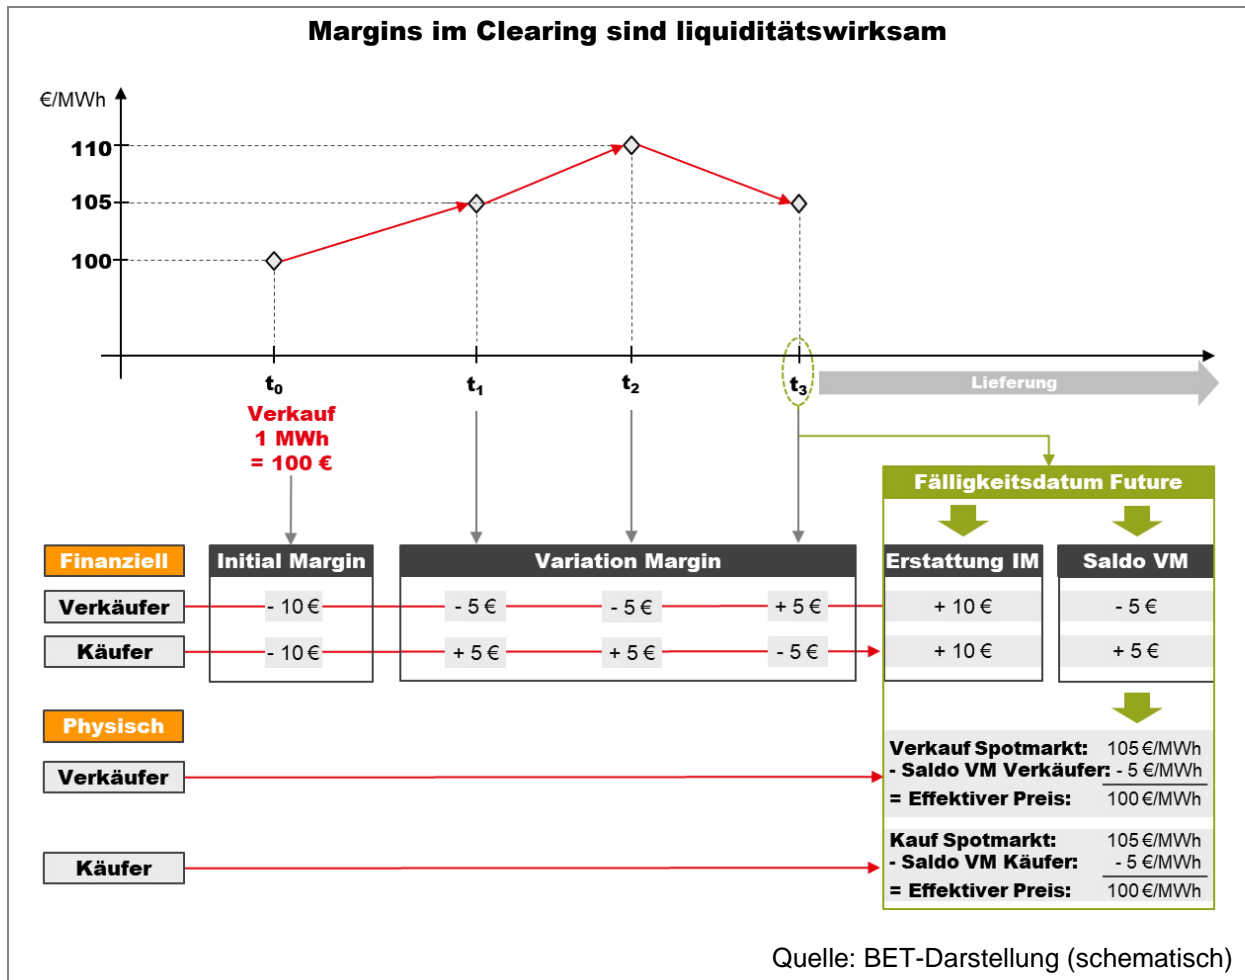 Margins im Clearing sind liquiditätswirksam
€/MWh
110
105
100
t0
t1
t2
t3
Lieferung
Verkauf
1 MWh
= 100 €
Fälligkeitsdatum Future
Finanziell
Initial Margin
Variation Margin
Erstattung IM
Saldo VM
Verkäufer
- 10 €
- 5 €
- 5 €
+ 5 €
+ 10 €
- 5 €
Käufer
- 10 €
+ 5 €
+ 5 €
- 5 €
+ 10 €
+ 5 €
Physisch
Verkäufer
Verkauf Spotmarkt: 105 €/MWh
- Saldo VM Verkäufer: - 5 €/MWh
= Effektiver Preis: 100 €/MWh
Käufer
Kauf Spotmarkt: 105 €/MWh
- Saldo VM Käufer: - 5 €/MWh
= Effektiver Preis: 100 €/MWh
Quelle: BET-Darstellung (schematisch)